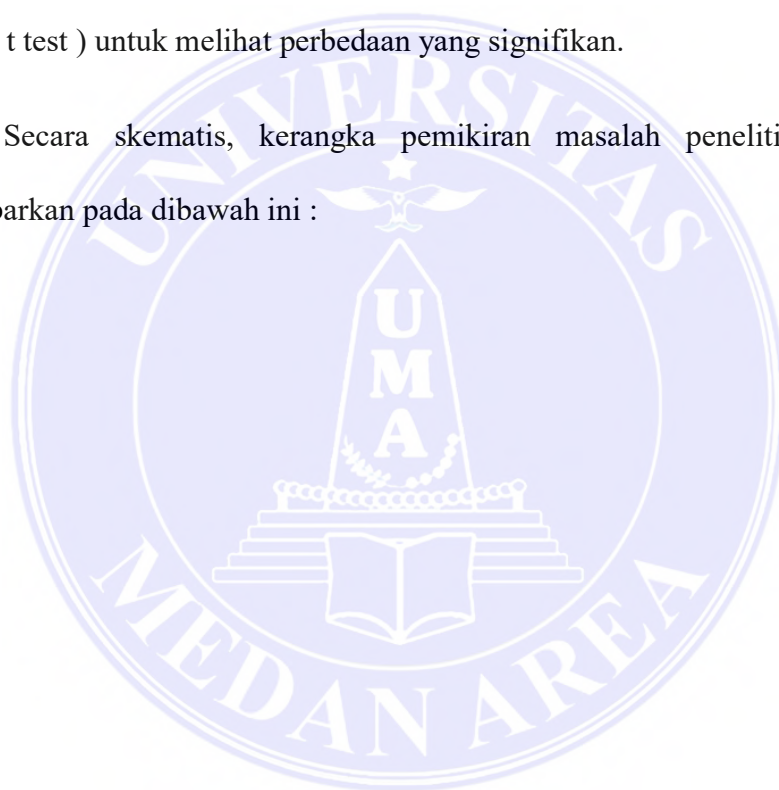 t test ) untuk melihat perbedaan yang signifikan.
Secara skematis, kerangka pemikiran masalah peneliti
barkan pada dibawah ini :
UNIVERSITAS
UMA
MEDAN AREA